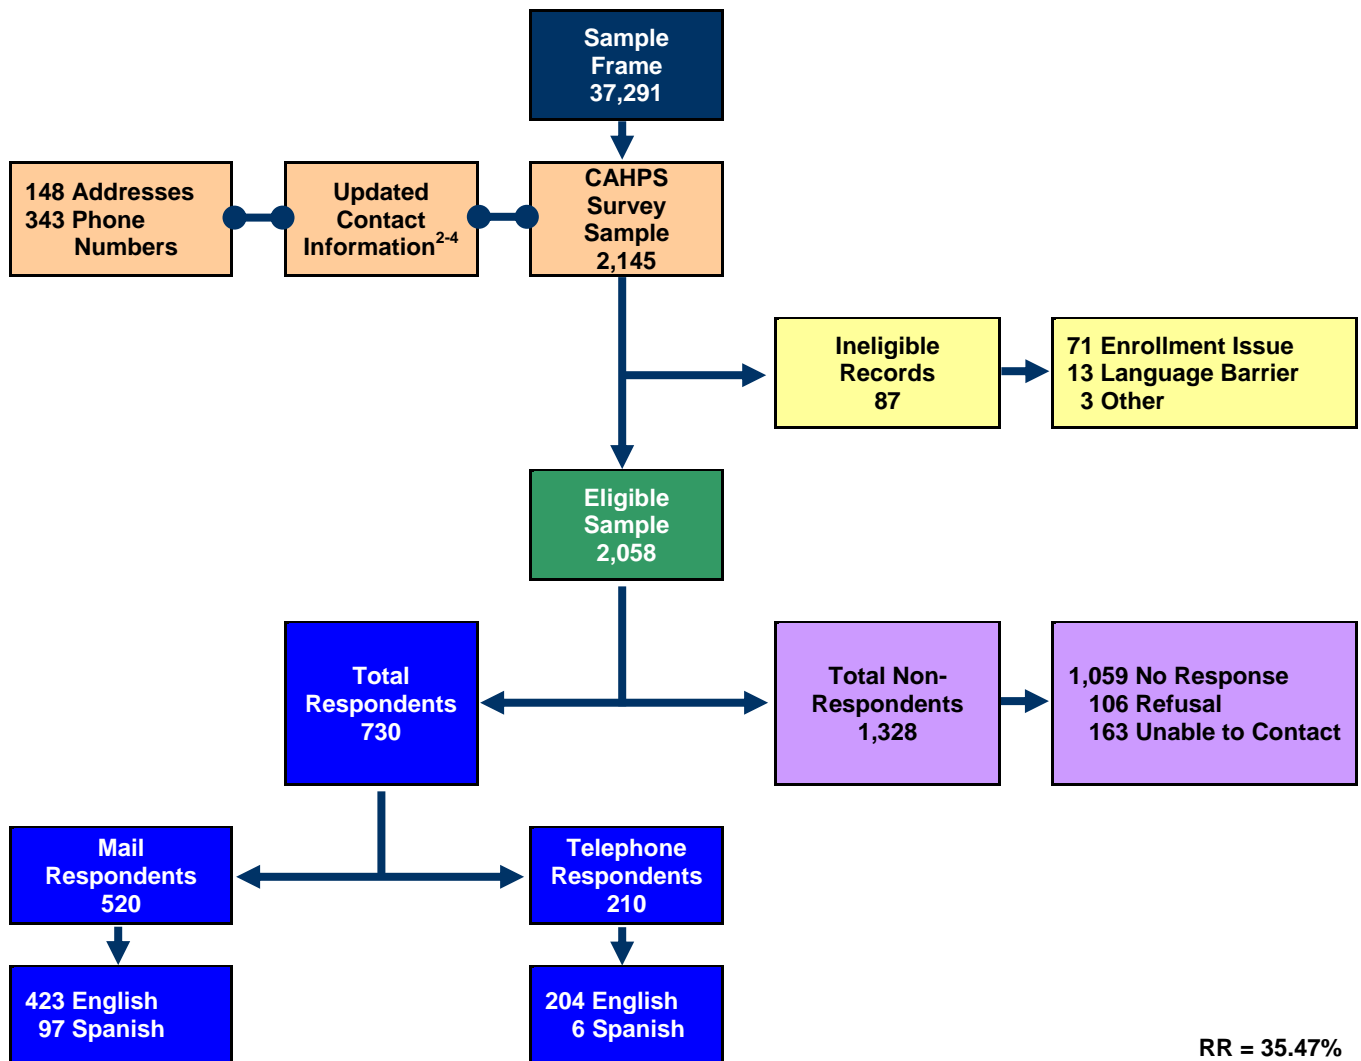 Sample
Frame
37,291
148 Addresses
343 Phone
Numbers
Updated
Contact
Information2-4
CAHPS
Survey
Sample
2,145
Ineligible
Records
87
71 Enrollment Issue
13 Language Barrier
3 Other
Eligible
Sample
2,058
Total
Respondents
730
Total Non-
Respondents
1,328
1,059 No Response
106 Refusal
163 Unable to Contact
Mail
Respondents
520
Telephone
Respondents
210
423 English
97 Spanish
204 English
6 Spanish
RR = 35.47%